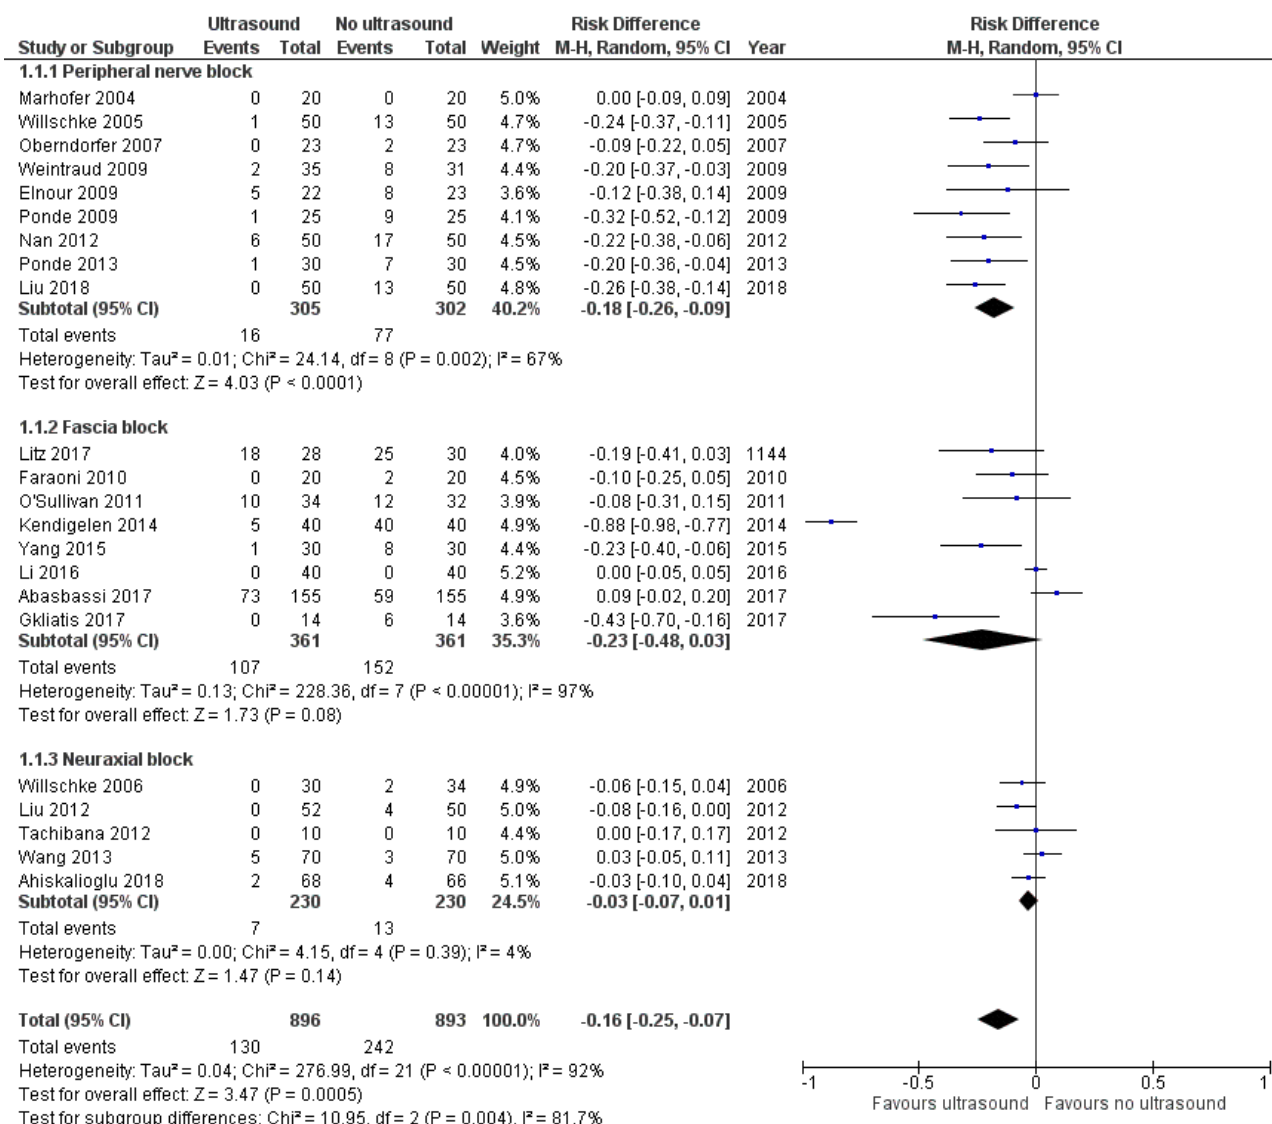 Ultrasound No ultrasound Risk Difference Risk Difference
Study or Subgroup Events Total Events Total Weight M-H, Random, 95% CI Year M-H, Random, 95% CI
1.1.1 Peripheral nerve block
Marhofer 2004 0 20 0 20 5.0% 0.00 [-0.09, 0.09] 2004
Willschke 2005 1 50 13 50 4.7% -0.24 [-0.37, -0.11] 2005
Oberndorfer 2007 0 23 2 23 4.8% -0.09 [-0.22, 0.05] 2007
Weintraud 2009 2 35 8 31 4.4% -0.20 [-0.37, -0.03] 2009
Elnour 2009 5 22 8 23 3.6% -0.12 [-0.38, 0.14] 2009
Ponde 2009 1 25 9 25 4.1% -0.32 [-0.52, -0.12] 2009
Nan 2012 6 50 17 50 4.5% -0.22 [-0.38, -0.06] 2012
Ponde 2013 1 30 7 30 4.5% -0.20 [-0.36, -0.04] 2013
Liu 2018 0 50 13 50 4.8% -0.26 [-0.38, -0.14] 2018
Subtotal (95% CI) 305 302 40.2% -0.18 [-0.26, -0.09]
Total events 16 77
Heterogeneity: Tau² = 0.01; Chi² = 24.14, df = 8 (P = 0.002); I² = 67%
Test for overall effect: Z = 4.03 (P < 0.0001)
1.1.2 Fascia block
Litz 2017 18 28 25 30 4.0% -0.19 [-0.41, 0.03] 1144
Faraoni 2010 0 20 2 20 4.5% -0.10 [-0.25, 0.05] 2010
O'Sullivan 2011 10 34 12 32 3.9% -0.08 [-0.31, 0.15] 2011
Kendigelen 2014 5 40 40 40 4.9% -0.88 [-0.98, -0.77] 2014
Yang 2015 1 30 8 30 4.4% -0.23 [-0.40, -0.06] 2015
Li 2016 0 40 0 40 5.2% 0.00 [-0.05, 0.05] 2016
Abasbassi 2017 73 155 59 155 4.9% 0.09 [-0.02, 0.20] 2017
Gkliatis 2017 0 14 6 14 3.6% -0.43 [-0.70, -0.16] 2017
Subtotal (95% CI) 361 361 35.3% -0.23 [-0.48, 0.03]
Total events 107 152
Heterogeneity: Tau² = 0.13; Chi² = 228.36, df = 7 (P < 0.00001); I² = 97%
Test for overall effect: Z = 1.73 (P = 0.08)
1.1.3 Neuraxial block
Willschke 2006 0 30 2 34 4.9% -0.06 [-0.15, 0.04] 2006
Liu 2012 0 52 4 50 5.0% -0.08 [-0.16, 0.00] 2012
Tachibana 2012 0 10 0 10 4.4% 0.00 [-0.17, 0.17] 2012
Wang 2013 5 70 3 70 5.0% 0.03 [-0.05, 0.11] 2013
Ahiskalioglu 2018 2 68 4 66 5.1% -0.03 [-0.10, 0.04] 2018
Subtotal (95% CI) 230 230 24.5% -0.03 [-0.07, 0.01]
Total events 7 13
Heterogeneity: Tau² = 0.00; Chi² = 4.15, df = 4 (P = 0.39); I² = 4%
Test for overall effect: Z = 1.47 (P = 0.14)
Total (95% CI) 896 893 100.0% -0.16 [-0.25, -0.07]
Total events 130 242
Heterogeneity: Tau² = 0.04; Chi² = 276.99, df = 21 (P < 0.00001); I² = 92%
Test for overall effect: Z = 3.47 (P = 0.0005)
Test for subgroup differences: Chi² = 10.95, df = 2 (P = 0.004), I² = 81.7%
-1 -0.5 0 0.5 1
Favours ultrasound Favours no ultrasound